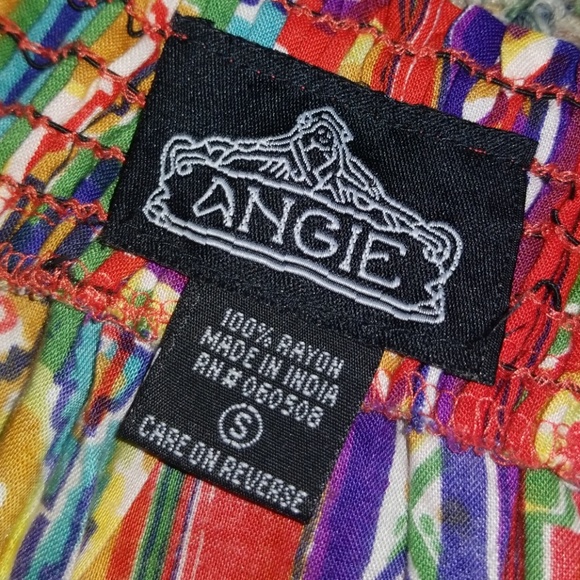 ANGIE
100% RAYON
MADE IN INDIA
RN# 060508
S
CARE ON REVERSE